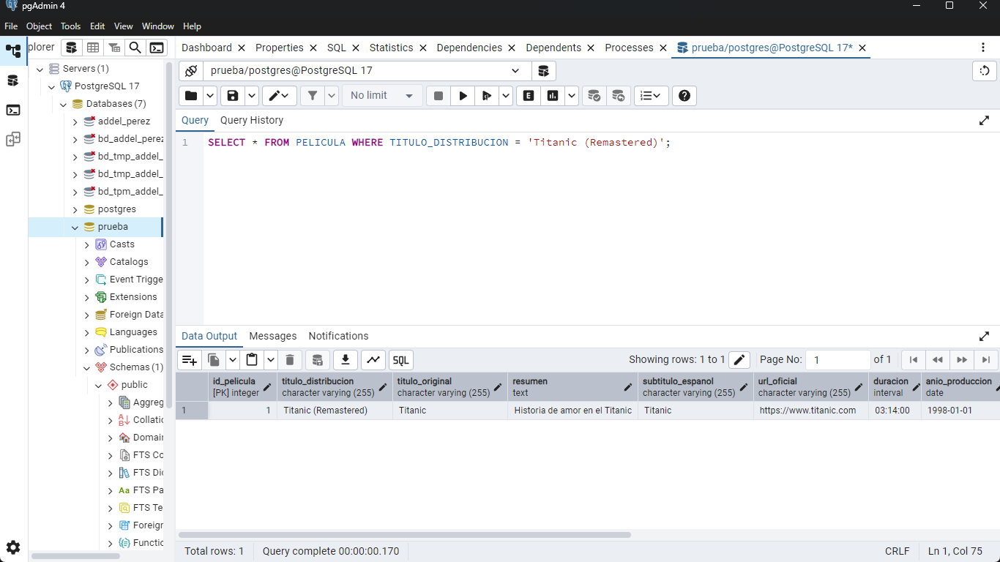 pgAdmin 4
File Object Tools Edit View Window Help
plorer
Dashboard Properties SQL Statistics Dependencies Dependents Processes prueba/postgres@PostgreSQL 17*
Servers (1)
PostgreSQL 17
Databases (7)
addel_perez
bd_addel_perez
bd_tmp_addel_
bd_tmp_addel_
bd_tpm_addel_
postgres
prueba
Casts
Catalogs
Event Trigge
Extensions
Foreign Data
Languages
Publications
Schemas (1)
public
Aggreg
Collatio
Domain
FTS Co
FTS Dic
Aa FTS Pa
FTS Te
Foreign
Functio
prueba/postgres@PostgreSQL 17
No limit
E
Query Query History
1 SELECT * FROM PELICULA WHERE TITULO_DISTRIBUCION = 'Titanic (Remastered)';
Data Output Messages Notifications
SQL Showing rows: 1 to 1 Page No: 1 of 1
id_pelicula titulo_distribucion titulo_original resumen subtitulo_espanol url_oficial duracion anio_produccion
[PK] integer character varying (255) character varying (255) text character varying (255) character varying (255) interval date
1 1 Titanic (Remastered) Titanic Historia de amor en el Titanic Titanic https://www.titanic.com 03:14:00 1998-01-01
Total rows: 1 Query complete 00:00:00.170 CRLF Ln 1, Col 75